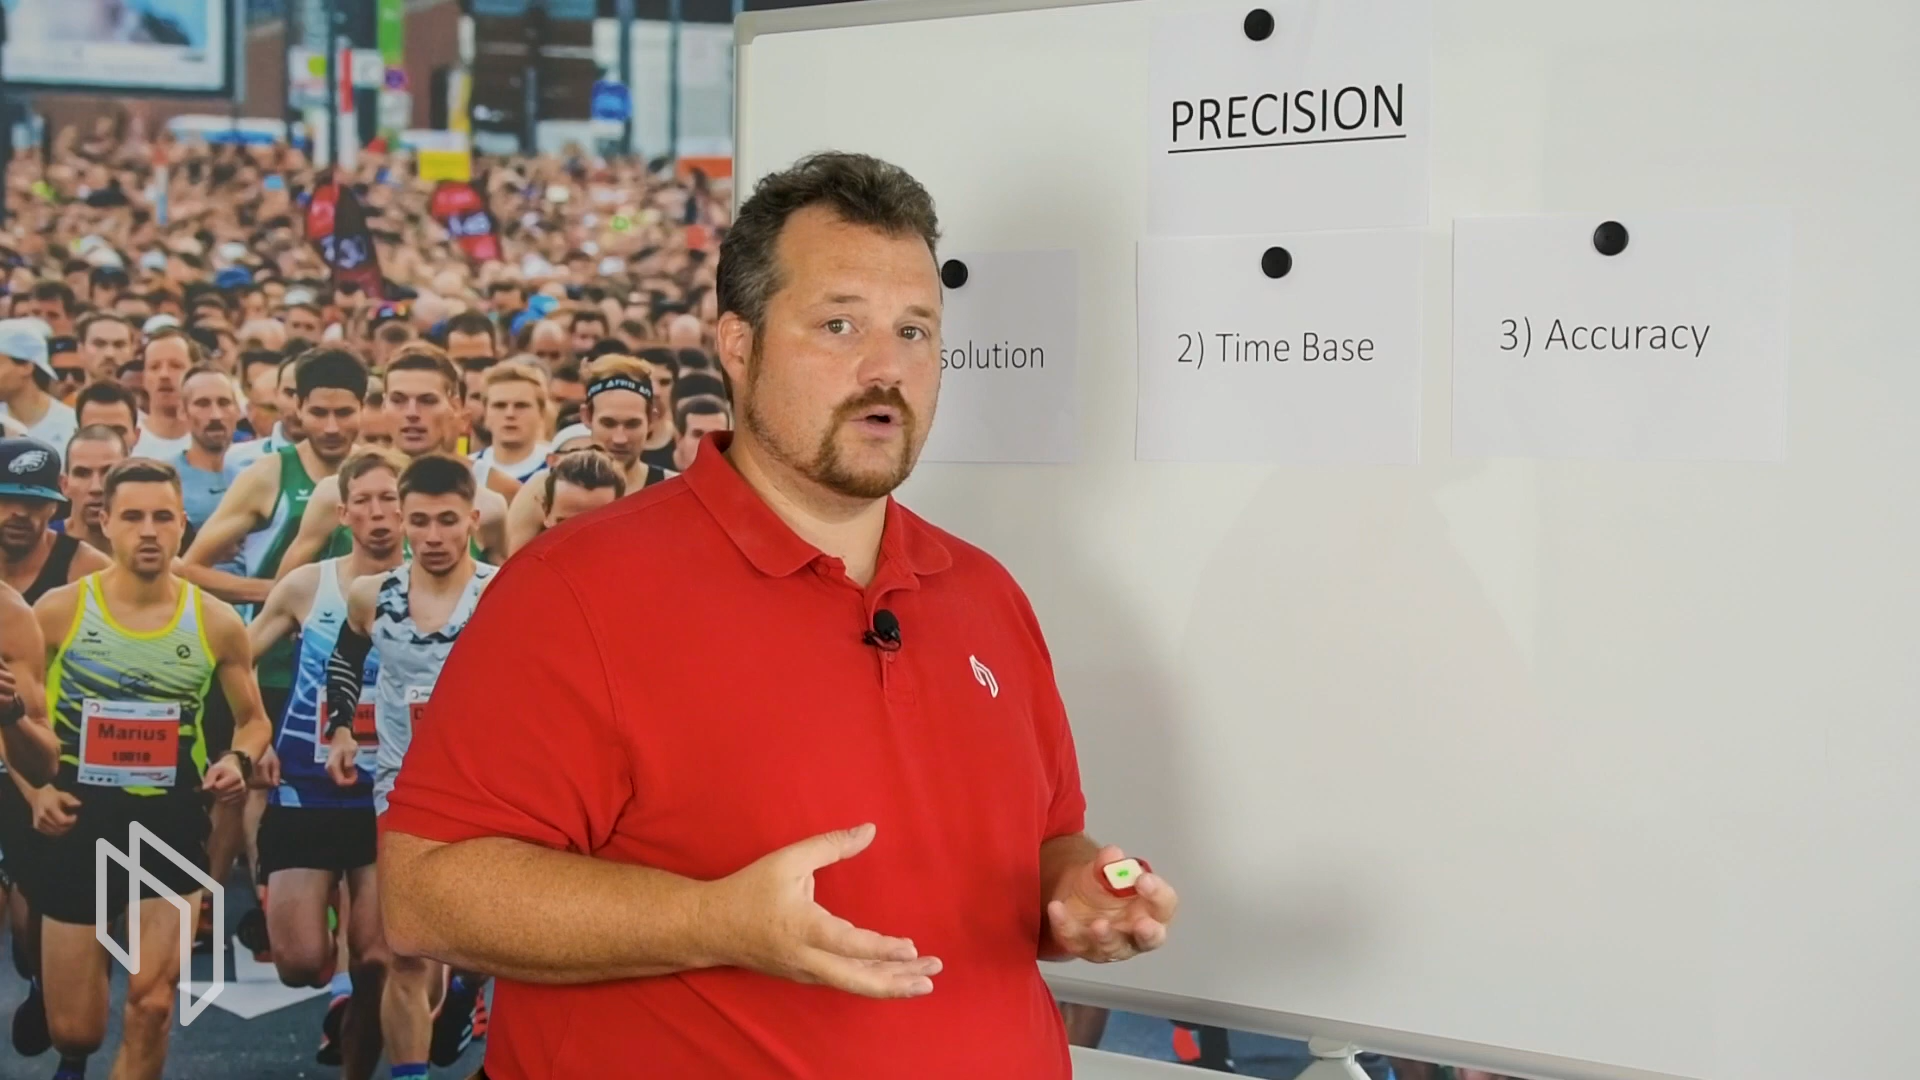 PRECISION
solution
2) Time Base
3) Accuracy
Marius